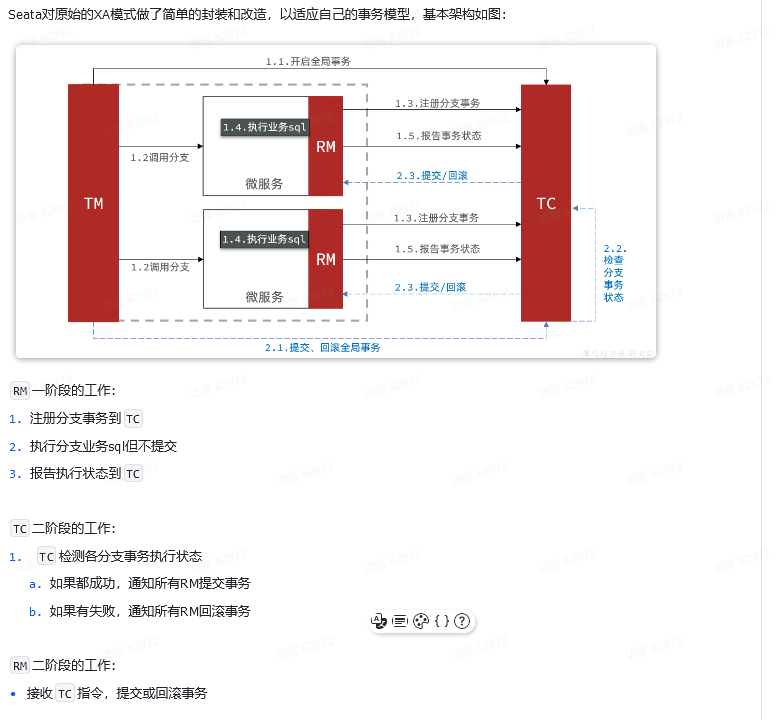 Seata对原始的XA模式做了简单的封装和改造，以适应自己的事务模型，基本架构如图：
1.1.开启全局事务
TM
1.2调用分支
1.4.执行业务sql
RM
微服务
1.3.注册分支事务
1.5.报告事务状态
2.3.提交/回滚
TC
1.2调用分支
1.4.执行业务sql
RM
微服务
1.3.注册分支事务
1.5.报告事务状态
2.3.提交/回滚
2.2.
检查
分支
事务
状态
2.1.提交、回滚全局事务
RM 一阶段的工作：
1. 注册分支事务到 TC
2. 执行分支业务sql但不提交
3. 报告执行状态到 TC
TC 二阶段的工作：
1. TC 检测各分支事务执行状态
a. 如果都成功，通知所有RM提交事务
b. 如果有失败，通知所有RM回滚事务
RM 二阶段的工作：
• 接收 TC 指令，提交或回滚事务
访客 62972